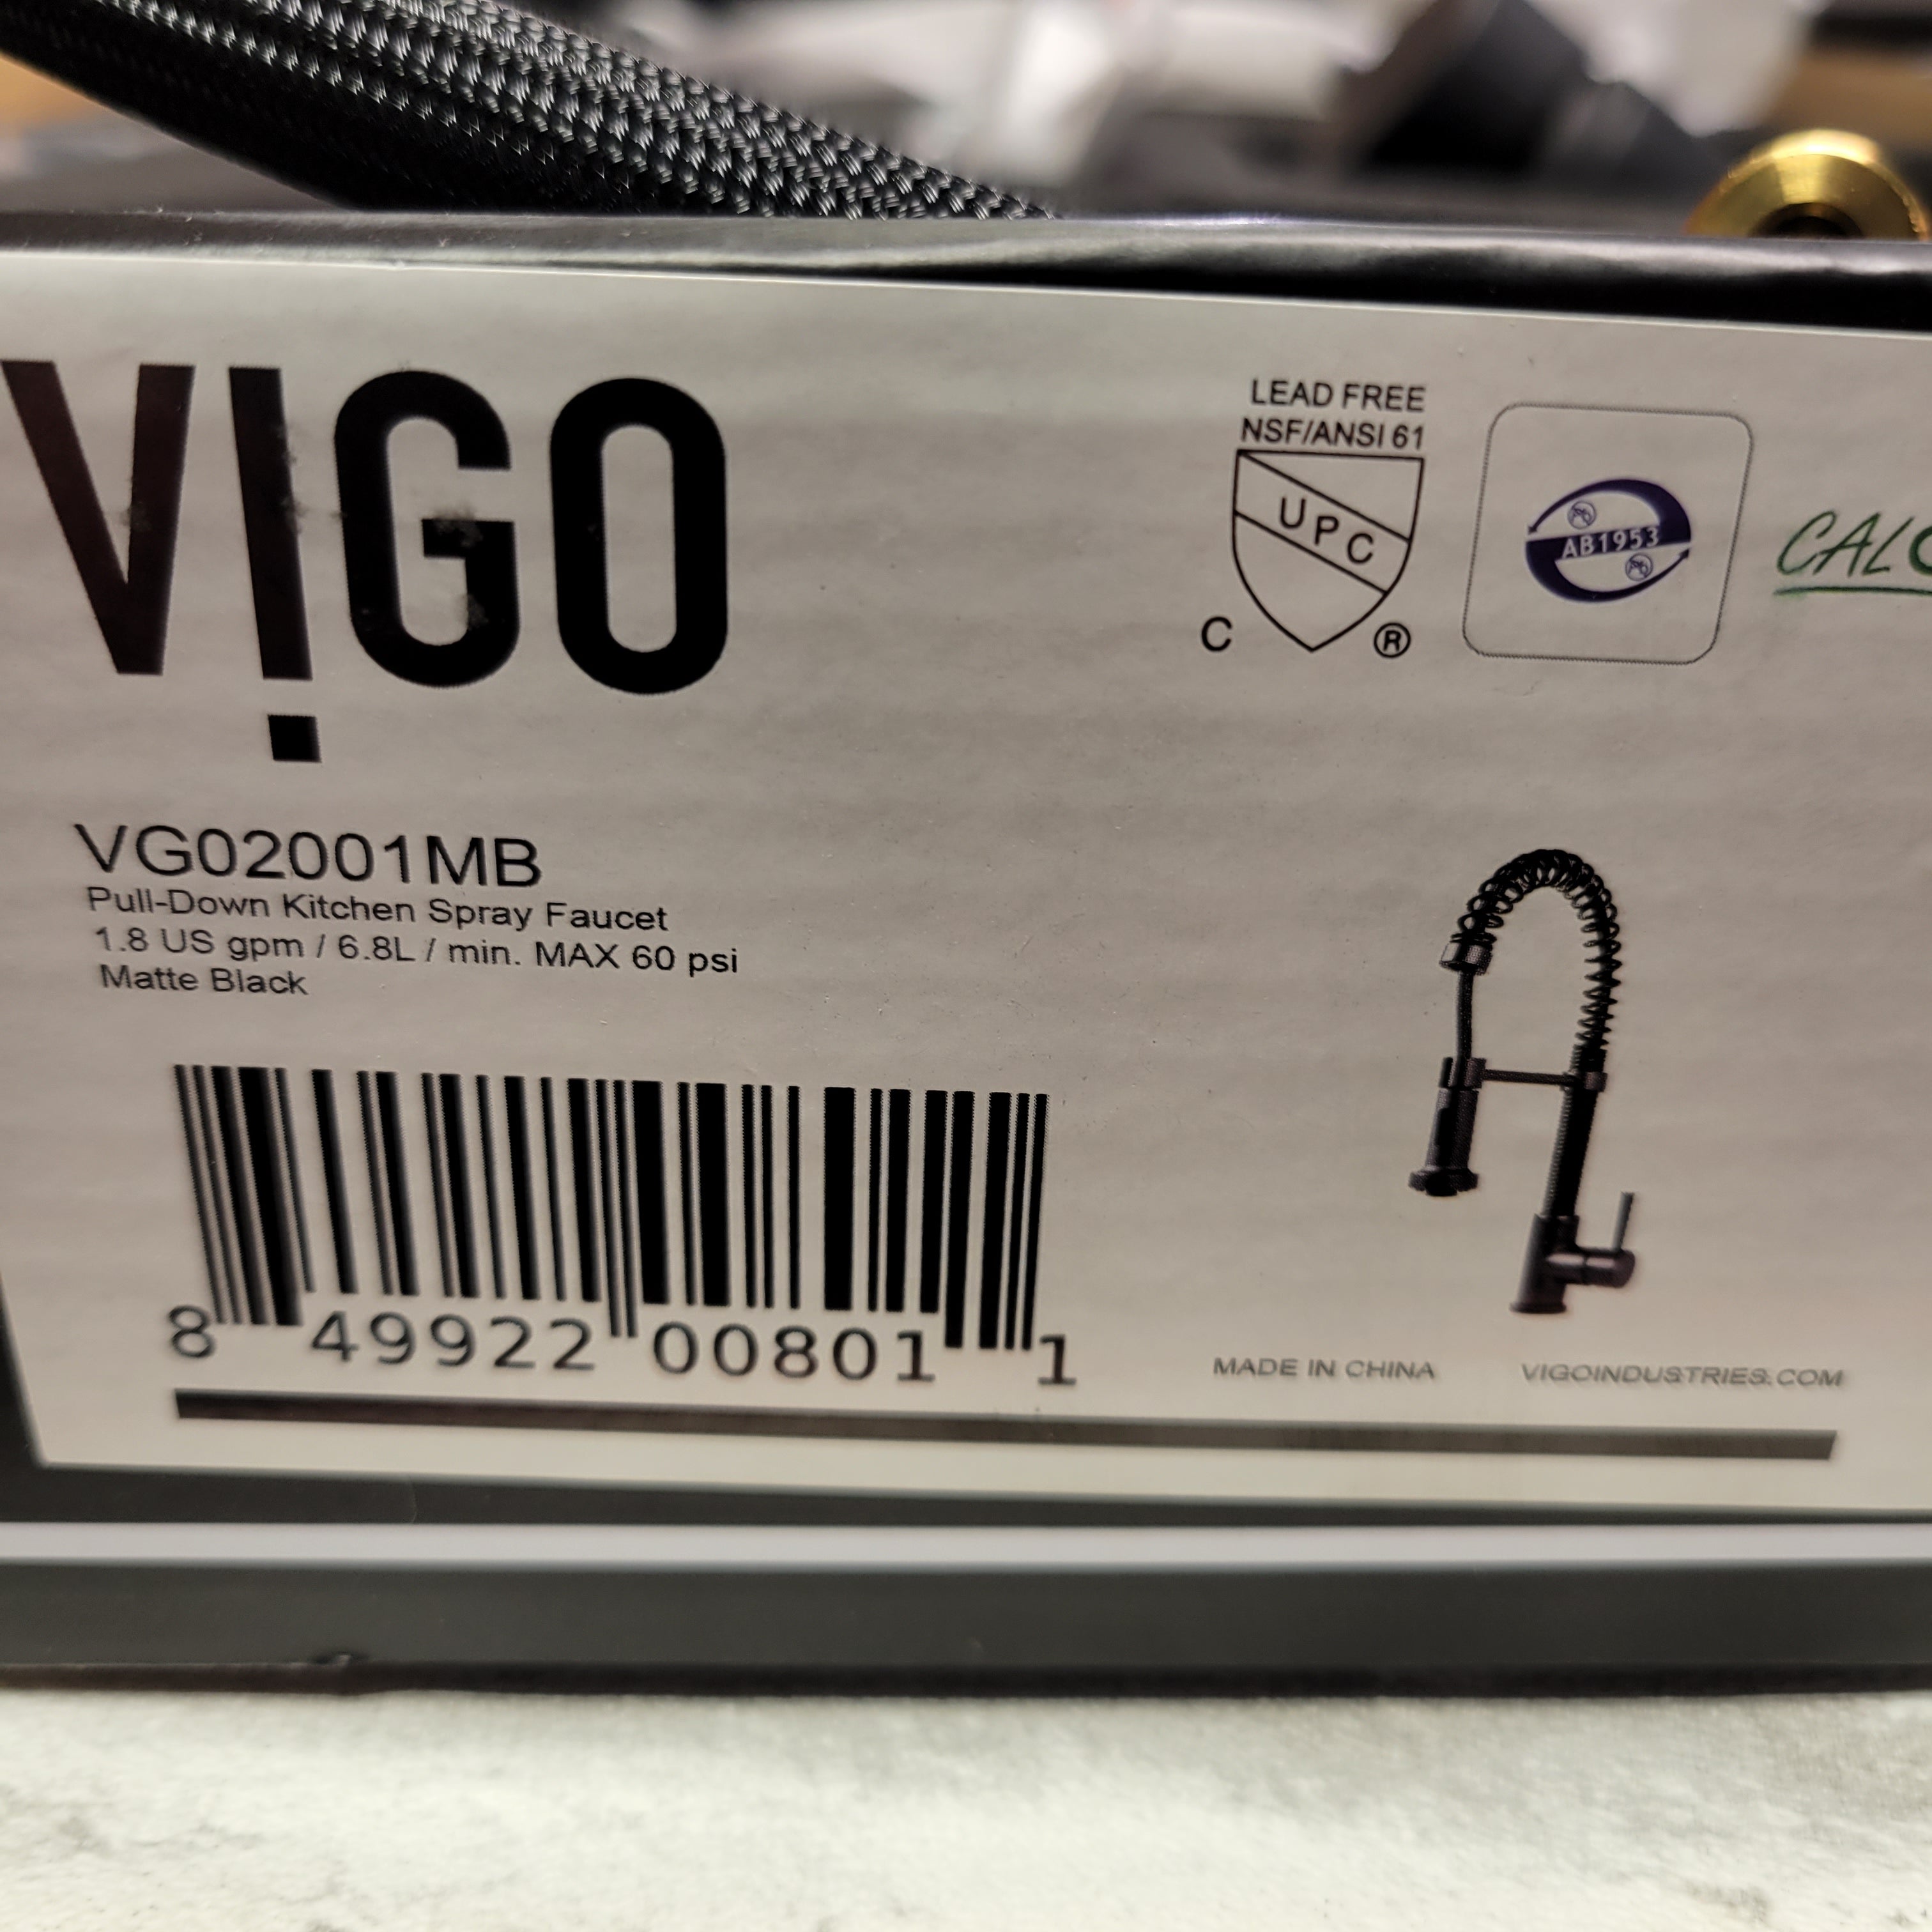 VIGO
LEAD FREE
NSF/ANSI 61
UPC
C
®
AB1953
VG02001MB
Pull-Down Kitchen Spray Faucet
1.8 US gpm / 6.8L / min. MAX 60 psi
Matte Black
8 49922 00801 1
MADE IN CHINA
VIGOINDUSTRIES.COM